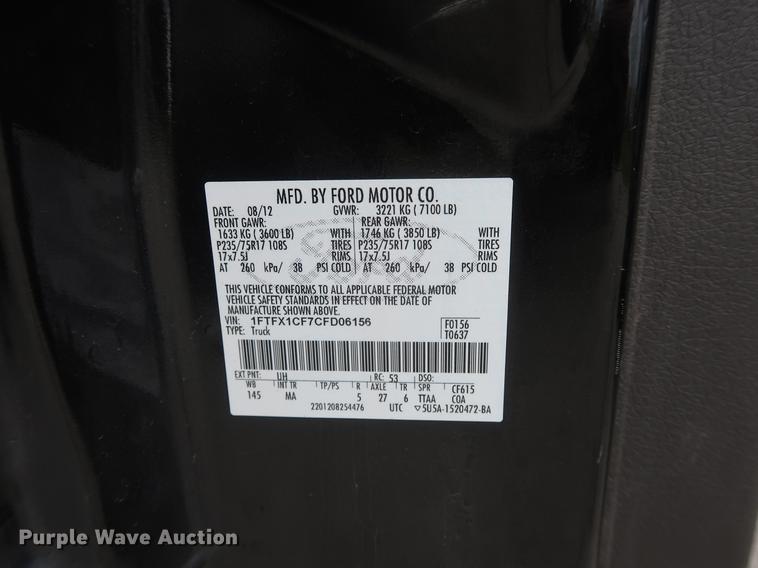 MFD. BY FORD MOTOR CO.
DATE: 08/12 GVWR: 3221 KG ( 7100 LB)
FRONT GAWR: REAR GAWR:
1633 KG ( 3600 LB) WITH 1746 KG ( 3850 LB) WITH
P235/75R17 108S TIRES P235/75R17 108S TIRES
17x7.5J RIMS 17x7.5J RIMS
AT 260 kPa/ 38 PSI COLD AT 260 kPa/ 38 PSI COLD
THIS VEHICLE CONFORMS TO ALL APPLICABLE FEDERAL MOTOR
VEHICLE SAFETY STANDARDS IN EFFECT ON THE DATE OF
MANUFACTURE SHOWN ABOVE.
VIN: 1FTFX1CF7CFD06156 F0156
TYPE: Truck T0637
EXT PNT: UH RC: 53 DSO:
WB INT TR TP/PS R AXLE TR SPR CF615
145 MA 5 27 6 TTAA COA
2201208254476 UTC ▽5U5A-1520472-BA
Purple Wave Auction